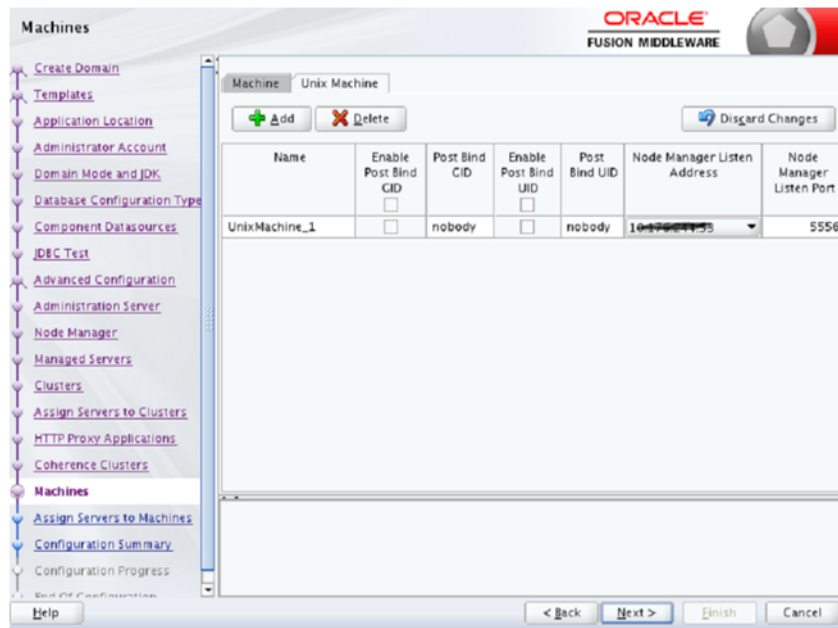 Machines
ORACLE
FUSION MIDDLEWARE
Create Domain
Templates
Application Location
Administrator Account
Domain Mode and JDK
Database Configuration Type
Component Datasources
JDBC Test
Advanced Configuration
Administration Server
Node Manager
Managed Servers
Clusters
Assign Servers to Clusters
HTTP Proxy Applications
Coherence Clusters
Machines
Assign Servers to Machines
Configuration Summary
Configuration Progress
End Of Configuration
Machine Unix Machine
Add Delete Discard Changes
Name Enable Post Bind GID Post Bind GID Enable Post Bind UID Post Bind UID Node Manager Listen Address Node Manager Listen Port
UnixMachine_1 nobody nobody 5556
Help < Back Next > Finish Cancel